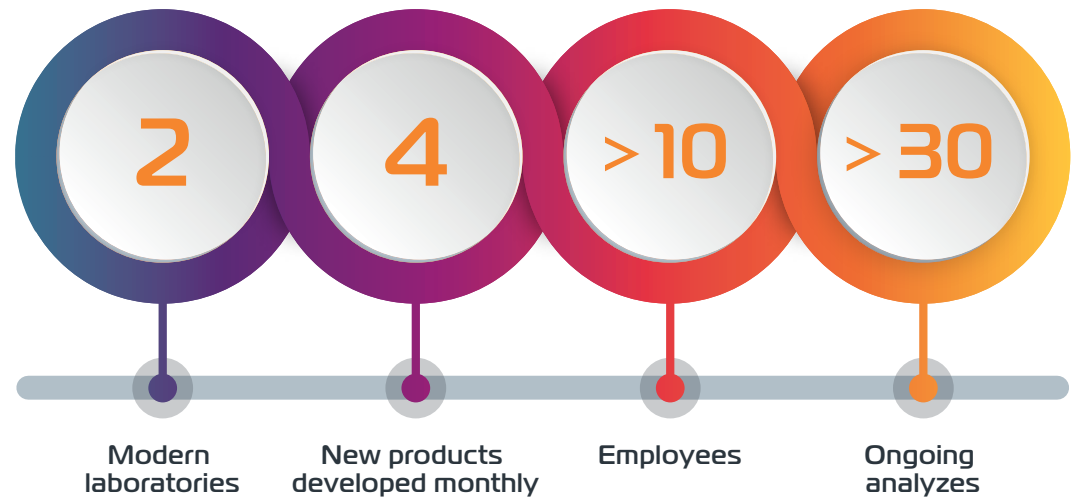 2
4
> 10
> 30
Modern
laboratories
New products
developed monthly
Employees
Ongoing
analyzes